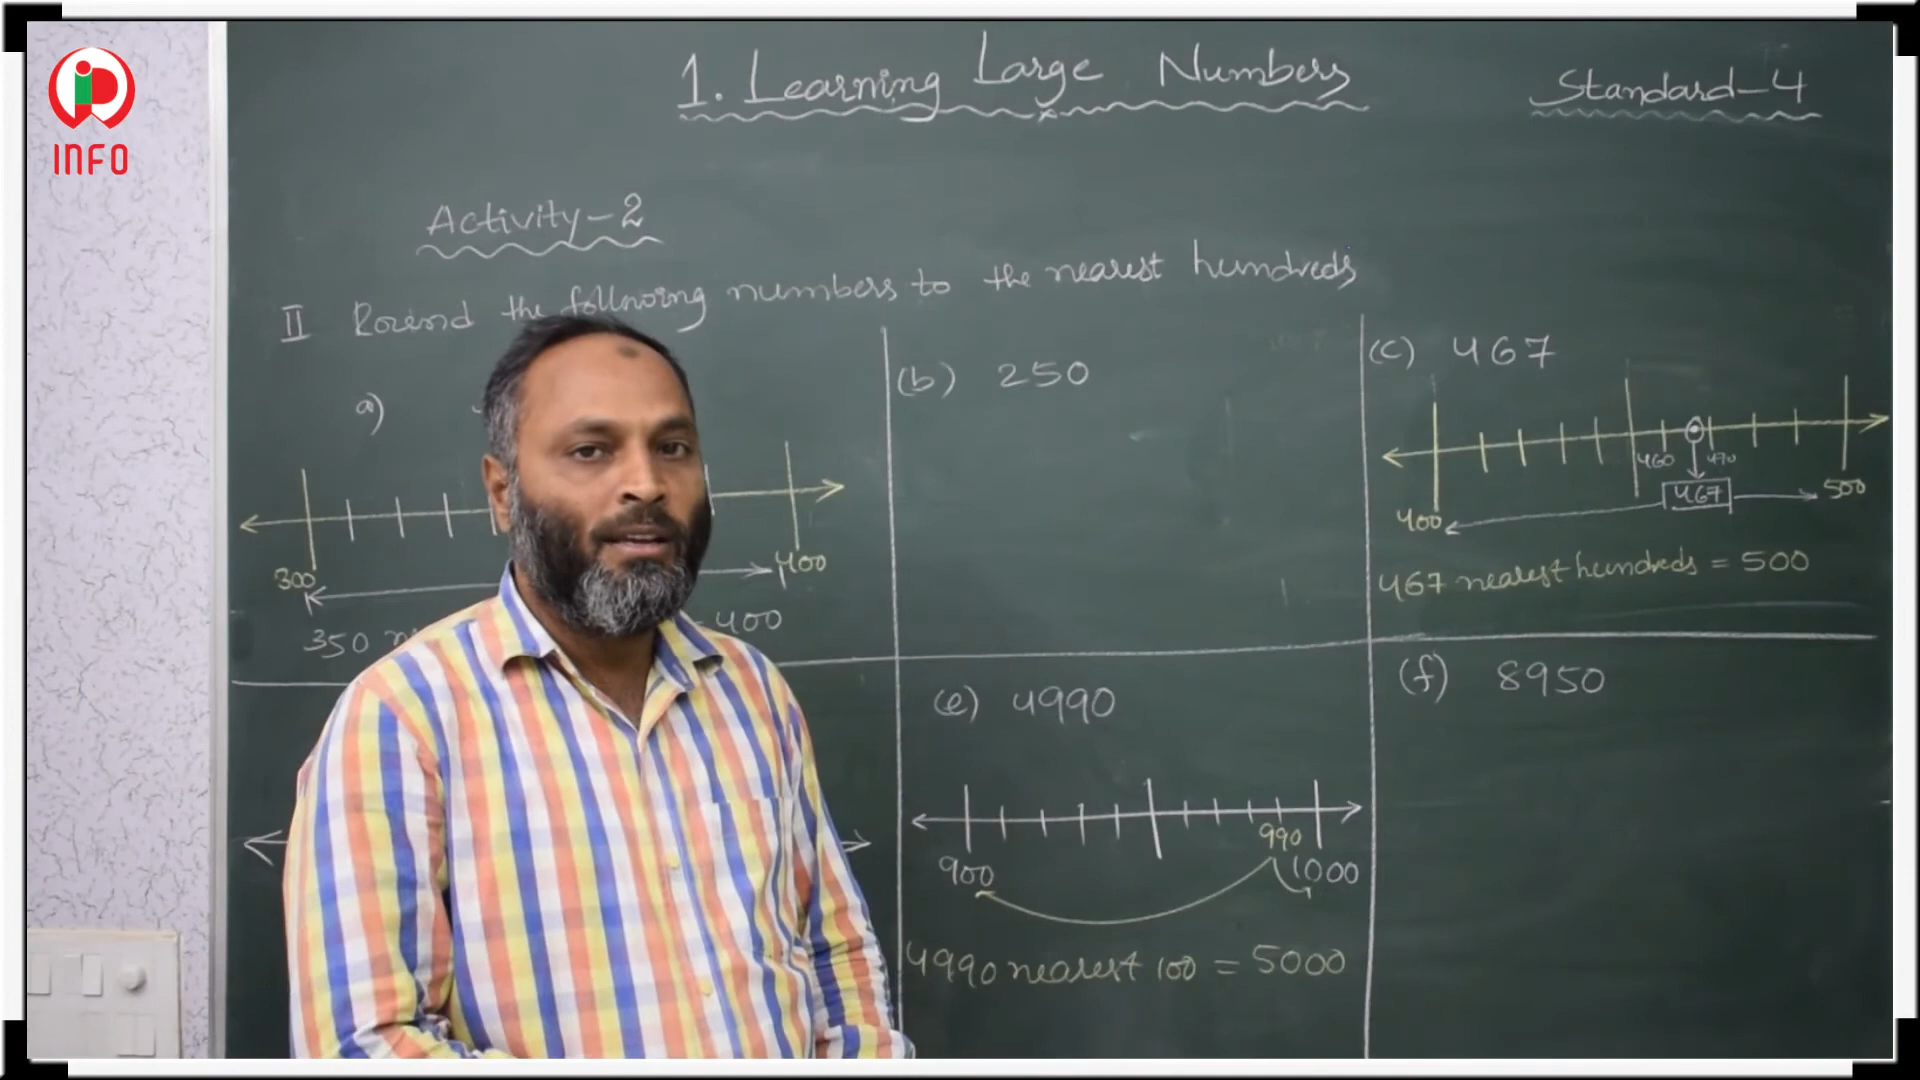 INFO
1. Learning Large Numbers
Standard-4
Activity-2
II Round the following numbers to the nearest hundreds
a)
300
400
350
400
(b) 250
(c) 467
460
470
467
400
500
467 nearest hundreds = 500
(e) 4990
990
900
1000
4990 nearest 100 = 5000
(f) 8950